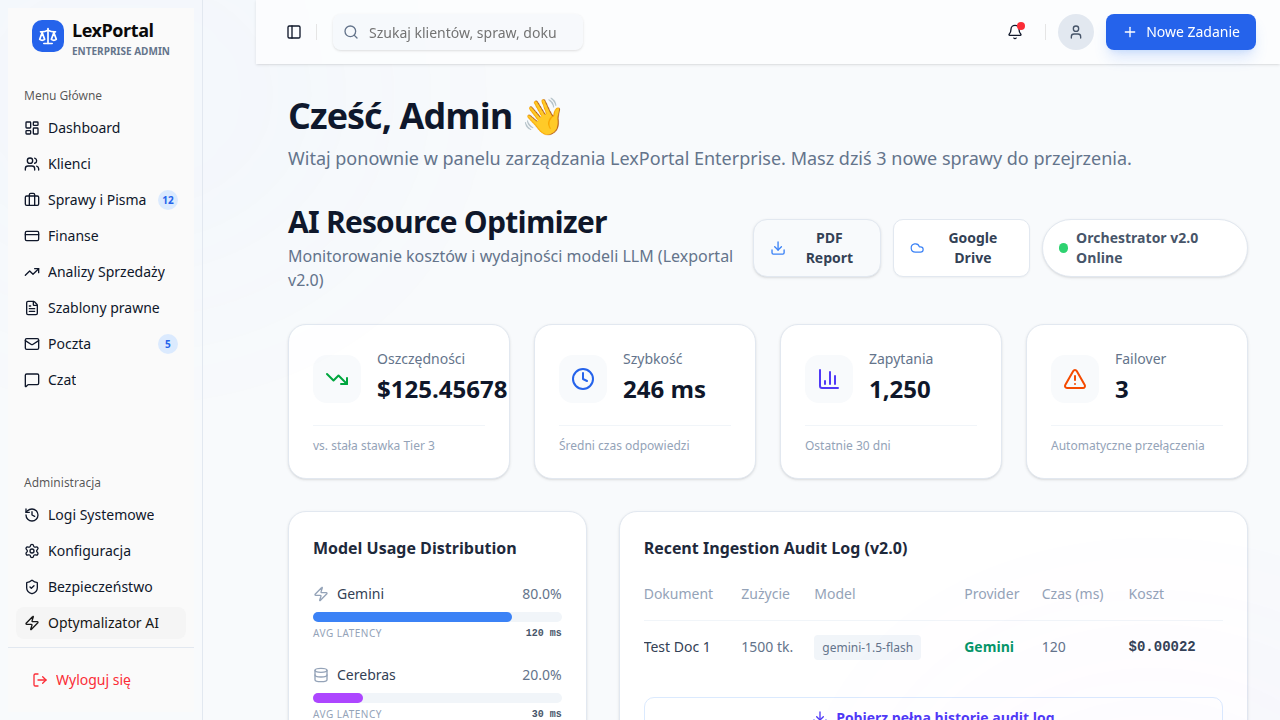 LexPortal
ENTERPRISE ADMIN
Menu Główne
Dashboard
Klienci
Sprawy i Pisma 12
Finanse
Analizy Sprzedaży
Szablony prawne
Poczta 5
Czat
Administracja
Logi Systemowe
Konfiguracja
Bezpieczeństwo
Optymalizator AI
Wyloguj się
Szukaj klientów, spraw, doku
Nowe Zadanie
Cześć, Admin 👋
Witaj ponownie w panelu zarządzania LexPortal Enterprise. Masz dziś 3 nowe sprawy do przejrzenia.
AI Resource Optimizer
Monitorowanie kosztów i wydajności modeli LLM (Lexportal
v2.0)
PDF
Report
Google
Drive
Orchestrator v2.0
Online
Oszczędności
$125.45678
vs. stała stawka Tier 3
Szybkość
246 ms
Średni czas odpowiedzi
Zapytania
1,250
Ostatnie 30 dni
Failover
3
Automatyczne przełączenia
Model Usage Distribution
Gemini 80.0%
AVG LATENCY 120 ms
Cerebras 20.0%
AVG LATENCY 30 ms
Recent Ingestion Audit Log (v2.0)
Dokument Zużycie Model Provider Czas (ms) Koszt
Test Doc 1 1500 tk. gemini-1.5-flash Gemini 120 $0.00022
Pobierz pełną historię audit log